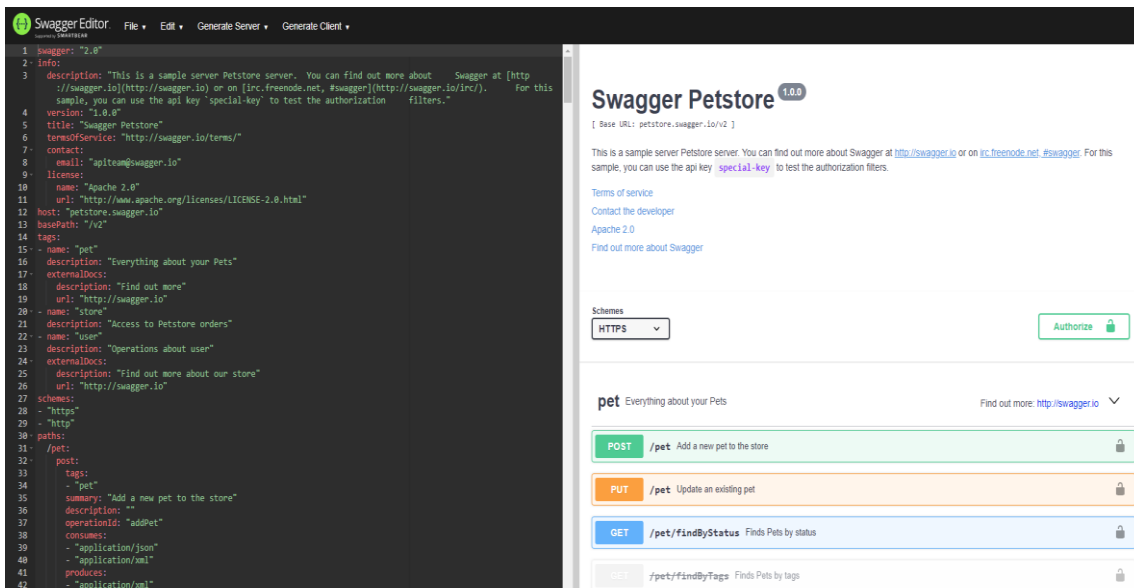 Swagger Editor.
Supported by SMARTBEAR
File
Edit
Generate Server
Generate Client
1 swagger: "2.0"
2 info:
3 description: "This is a sample server Petstore server.  You can find out more about     Swagger at [http
://swagger.io](http://swagger.io) or on [irc.freenode.net, #swagger](http://swagger.io/irc/).      For this
sample, you can use the api key `special-key` to test the authorization     filters."
4 version: "1.0.0"
5 title: "Swagger Petstore"
6 termsOfService: "http://swagger.io/terms/"
7 contact:
8 email: "apiteam@swagger.io"
9 license:
10 name: "Apache 2.0"
11 url: "http://www.apache.org/licenses/LICENSE-2.0.html"
12 host: "petstore.swagger.io"
13 basePath: "/v2"
14 tags:
15 - name: "pet"
16 description: "Everything about your Pets"
17 externalDocs:
18 description: "Find out more"
19 url: "http://swagger.io"
20 - name: "store"
21 description: "Access to Petstore orders"
22 - name: "user"
23 description: "Operations about user"
24 externalDocs:
25 description: "Find out more about our store"
26 url: "http://swagger.io"
27 schemes:
28 - "https"
29 - "http"
30 paths:
31 /pet:
32 post:
33 tags:
34 - "pet"
35 summary: "Add a new pet to the store"
36 description: ""
37 operationId: "addPet"
38 consumes:
39 - "application/json"
40 - "application/xml"
41 produces:
42 - "application/xml"
Swagger Petstore 1.0.0
[ Base URL: petstore.swagger.io/v2 ]
This is a sample server Petstore server. You can find out more about Swagger at http://swagger.io or on irc.freenode.net, #swagger. For this
sample, you can use the api key special-key to test the authorization filters.
Terms of service
Contact the developer
Apache 2.0
Find out more about Swagger
Schemes
HTTPS
Authorize
pet Everything about your Pets
Find out more: http://swagger.io
POST /pet Add a new pet to the store
PUT /pet Update an existing pet
GET /pet/findByStatus Finds Pets by status
GET /pet/findByTags Finds Pets by tags